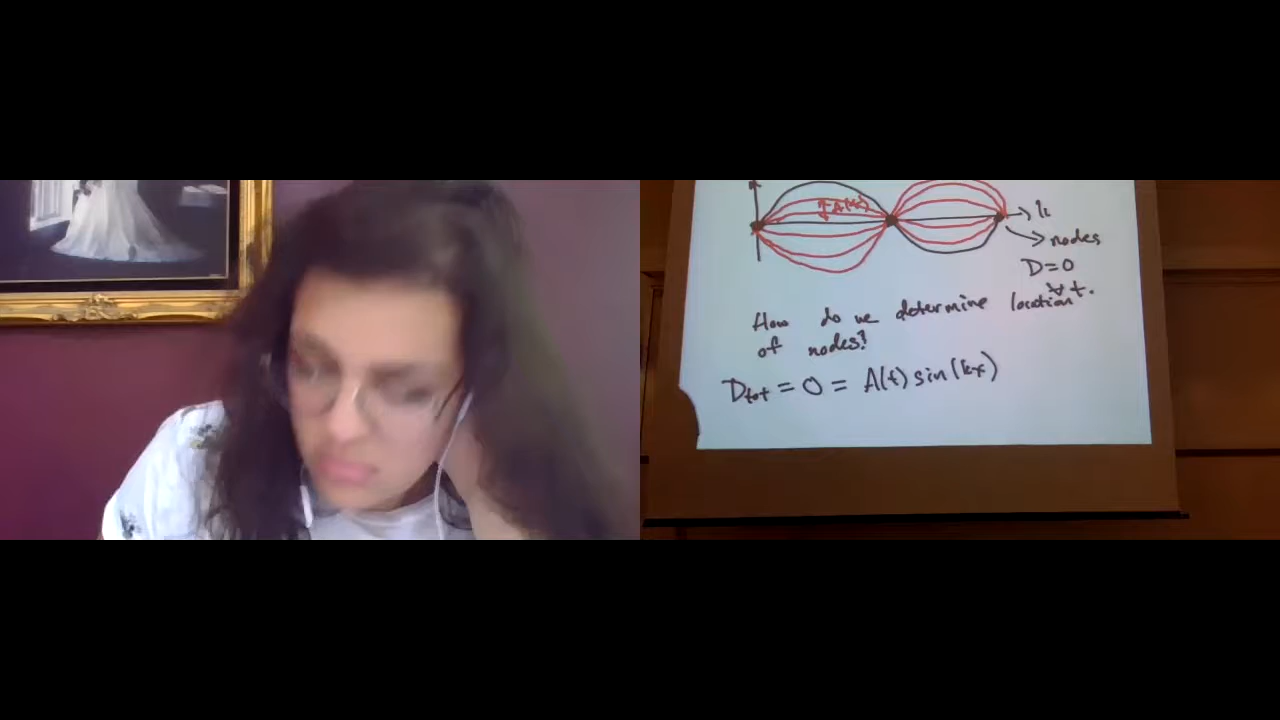 A(x)
nodes
D=0
∀t.
How do we determine location
of nodes?
Dtot = 0 = A(t) sin(kx)